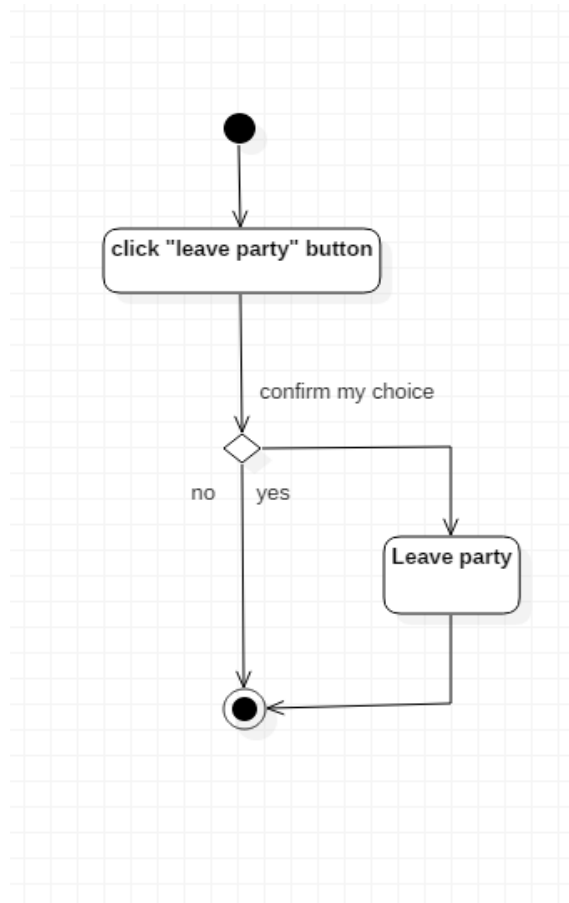 click "leave party" button
confirm my choice
no
yes
Leave party